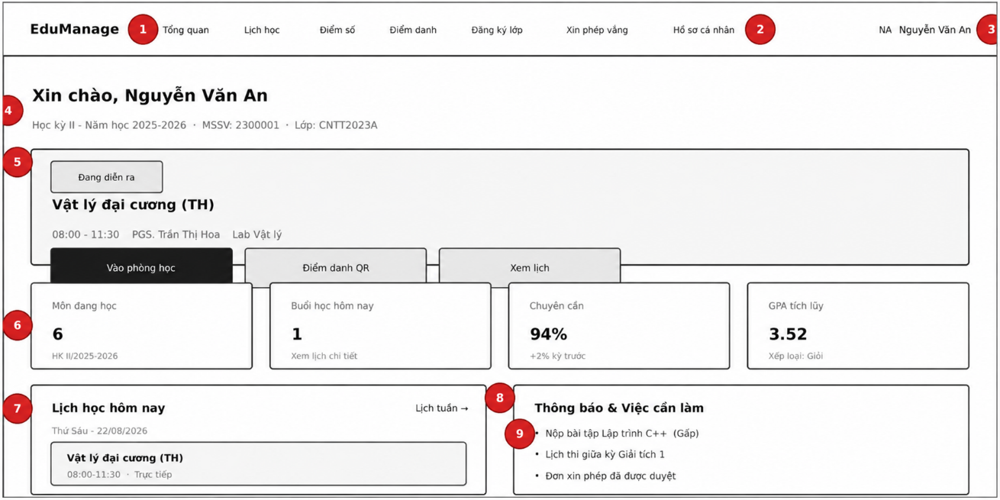 EduManage 1 Tổng quan Lịch học Điểm số Điểm danh Đăng ký lớp Xin phép vắng Hồ sơ cá nhân 2 NA Nguyễn Văn An 3
Xin chào, Nguyễn Văn An
4
Học kỳ II - Năm học 2025-2026 · MSSV: 2300001 · Lớp: CNTT2023A
5
Đang diễn ra
Vật lý đại cương (TH)
08:00 - 11:30 PGS. Trần Thị Hoa Lab Vật lý
Vào phòng học Điểm danh QR Xem lịch
6
Môn đang học
6
HK II/2025-2026
Buổi học hôm nay
1
Xem lịch chi tiết
Chuyên cần
94%
+2% kỳ trước
GPA tích lũy
3.52
Xếp loại: Giỏi
7
Lịch học hôm nay Lịch tuần →
Thứ Sáu - 22/08/2026
Vật lý đại cương (TH)
08:00-11:30 · Trực tiếp
8
Thông báo & Việc cần làm
9
• Nộp bài tập Lập trình C++ (Gấp)
• Lịch thi giữa kỳ Giải tích 1
• Đơn xin phép đã được duyệt